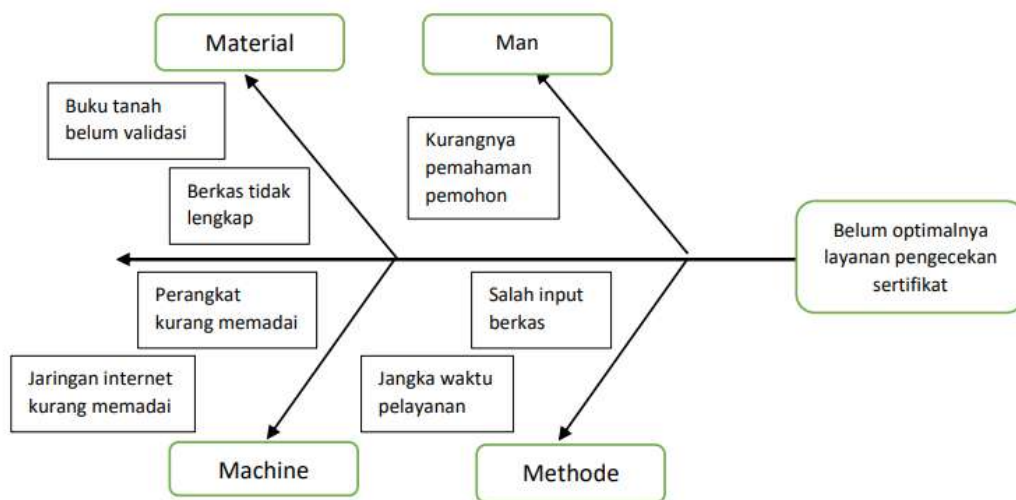 Material
Man
Buku tanah
belum validasi
Kurangnya
pemahaman
pemohon
Berkas tidak
lengkap
Belum optimalnya
layanan pengecekan
sertifikat
Perangkat
kurang memadai
Salah input
berkas
Jaringan internet
kurang memadai
Jangka waktu
pelayanan
Machine
Methode